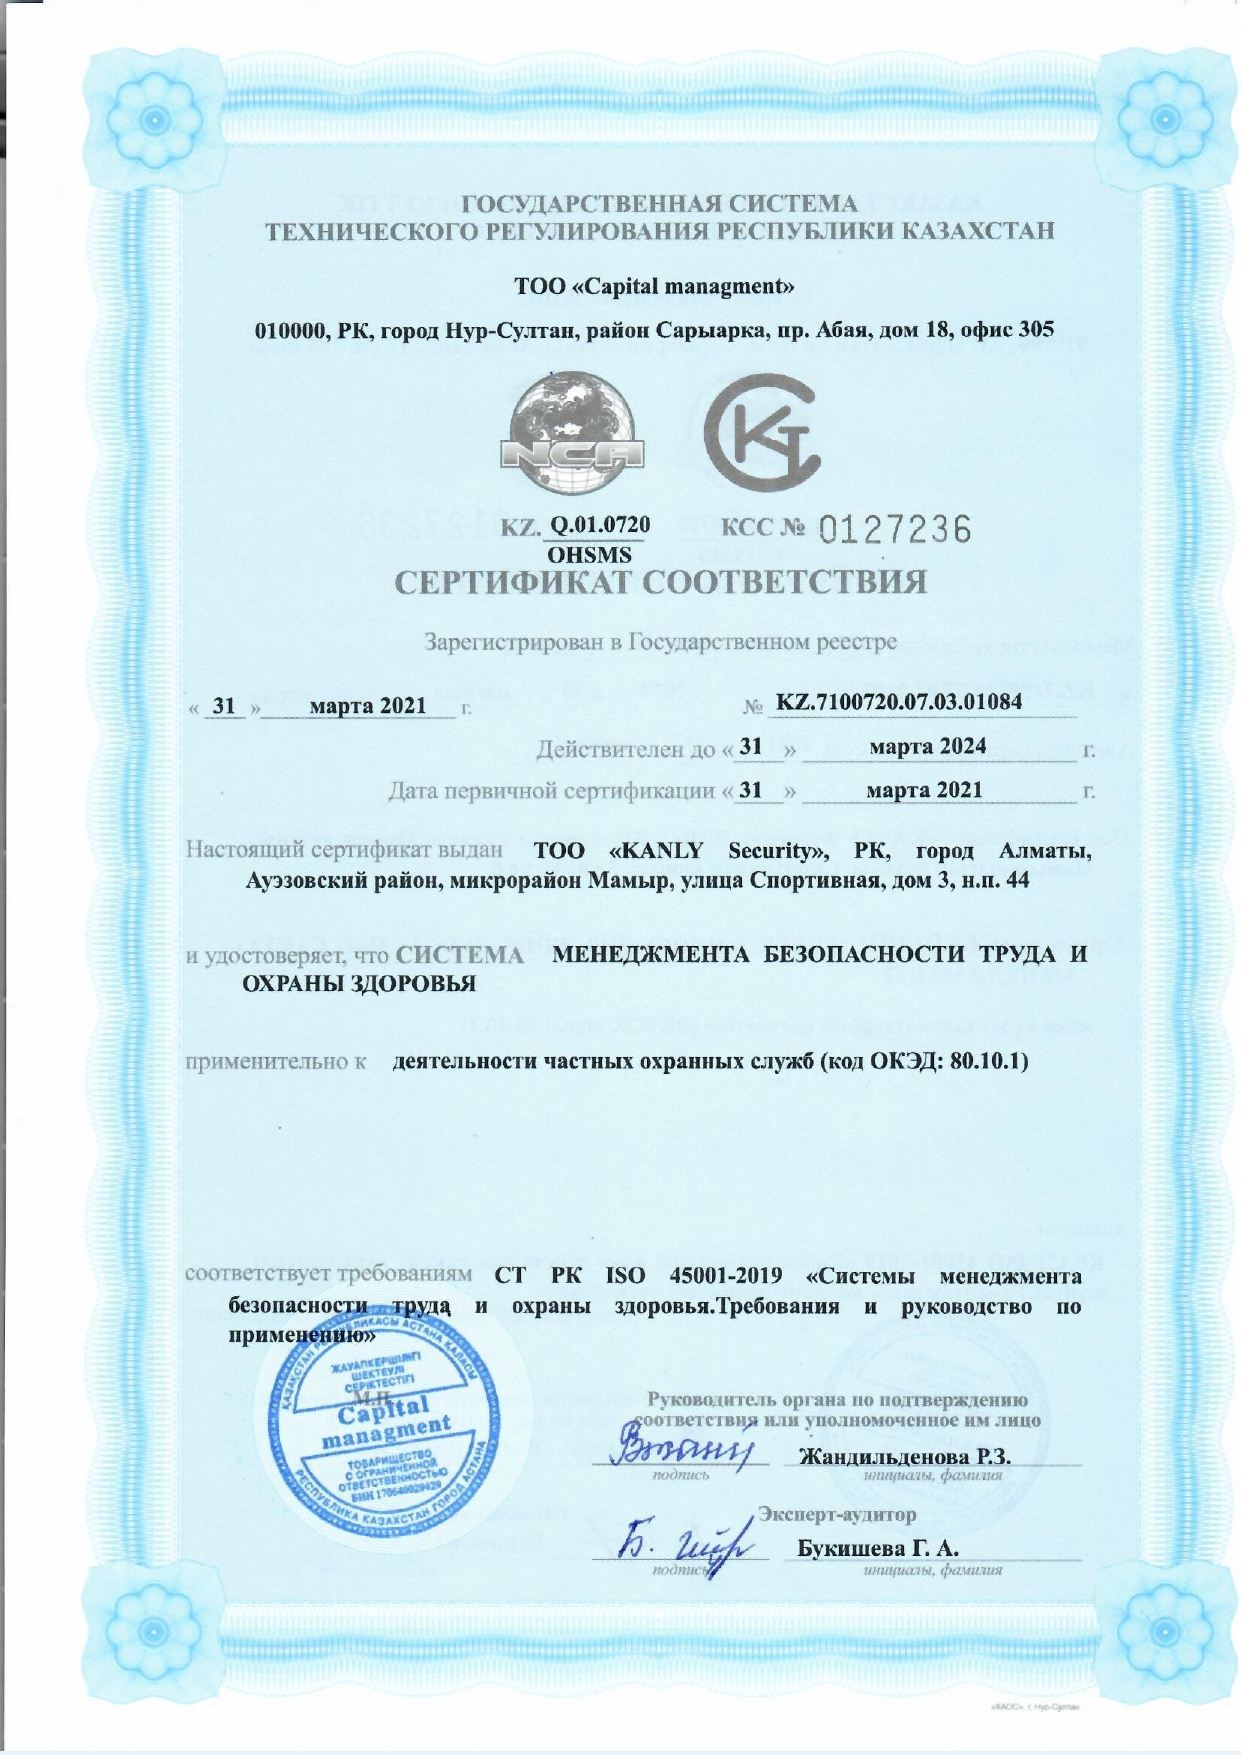 ГОСУДАРСТВЕННАЯ СИСТЕМА
ТЕХНИЧЕСКОГО РЕГУЛИРОВАНИЯ РЕСПУБЛИКИ КАЗАХСТАН
ТОО «Capital managment»
010000, РК, город Нур-Султан, район Сарыарка, пр. Абая, дом 18, офис 305
NCA
KZ. Q.01.0720
OHSMS
КСС № 0127236
СЕРТИФИКАТ СООТВЕТСТВИЯ
Зарегистрирован в Государственном реестре
« 31 » марта 2021 г. № KZ.7100720.07.03.01084
Действителен до « 31 » марта 2024 г.
Дата первичной сертификации « 31 » марта 2021 г.
Настоящий сертификат выдан ТОО «KANLY Security», РК, город Алматы,
Ауэзовский район, микрорайон Мамыр, улица Спортивная, дом 3, н.п. 44
и удостоверяет, что СИСТЕМА МЕНЕДЖМЕНТА БЕЗОПАСНОСТИ ТРУДА И
ОХРАНЫ ЗДОРОВЬЯ
применительно к деятельности частных охранных служб (код ОКЭД: 80.10.1)
соответствует требованиям СТ РК ISO 45001-2019 «Системы менеджмента
безопасности труда и охраны здоровья.Требования и руководство по
применению»
ҚАЗАҚСТАН РЕСПУБЛИКАСЫ АСТАНА ҚАЛАСЫ
ЖАУАПКЕРШІЛІГІ
ШЕКТЕУЛІ
СЕРІКТЕСТІГІ
М.П.
Capital
managment
ТОВАРИЩЕСТВО
С ОГРАНИЧЕННОЙ
ОТВЕТСТВЕННОСТЬЮ
БИН 170640029429
РЕСПУБЛИКА КАЗАХСТАН ГОРОД АСТАНА
Руководитель органа по подтверждению
соответствия или уполномоченное им лицо
Жандильденова Р.З.
подпись инициалы, фамилия
Эксперт-аудитор
Букишева Г. А.
подпись инициалы, фамилия
«КАОС», г. Нур-Султан